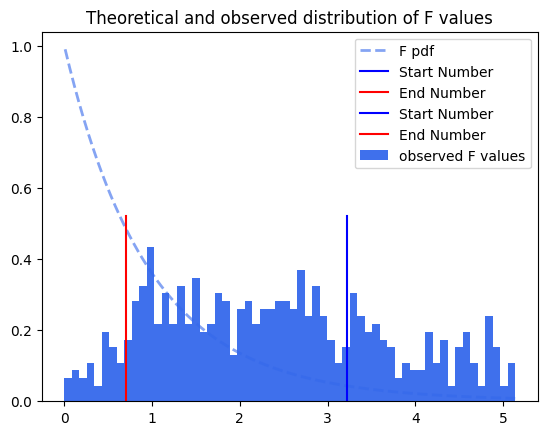 Theoretical and observed distribution of F values
F pdf
Start Number
End Number
Start Number
End Number
observed F values
1.0
0.8
0.6
0.4
0.2
0.0
0 1 2 3 4 5